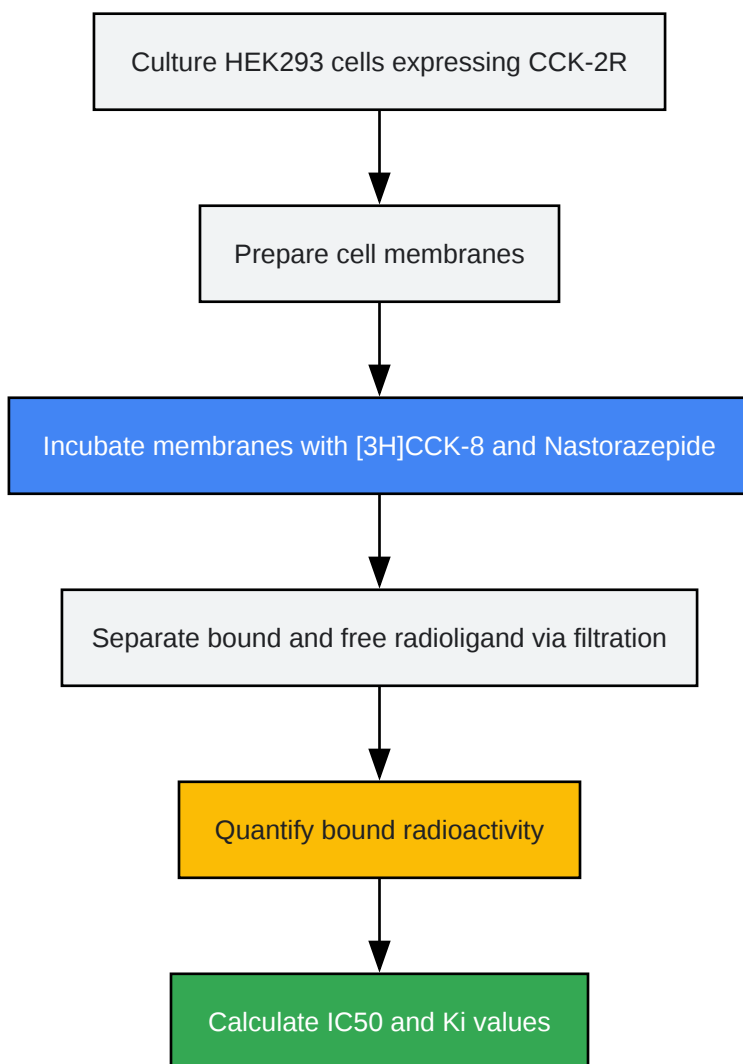 Culture HEK293 cells expressing CCK-2R
Prepare cell membranes
Incubate membranes with [3H]CCK-8 and Nastorazepide
Separate bound and free radioligand via filtration
Quantify bound radioactivity
Calculate IC50 and Ki values